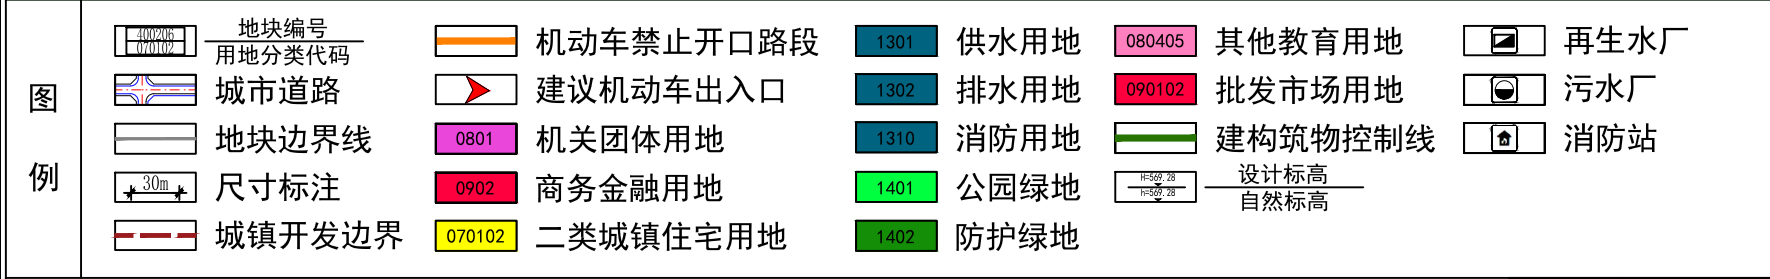 图例
400206 地块编号
070102 用地分类代码
城市道路
地块边界线
30m 尺寸标注
城镇开发边界
机动车禁止开口路段
建议机动车出入口
0801 机关团体用地
0902 商务金融用地
070102 二类城镇住宅用地
1301 供水用地
1302 排水用地
1310 消防用地
1401 公园绿地
1402 防护绿地
080405 其他教育用地
090102 批发市场用地
建构筑物控制线
H=569.28 设计标高
h=569.28 自然标高
再生水厂
污水厂
消防站